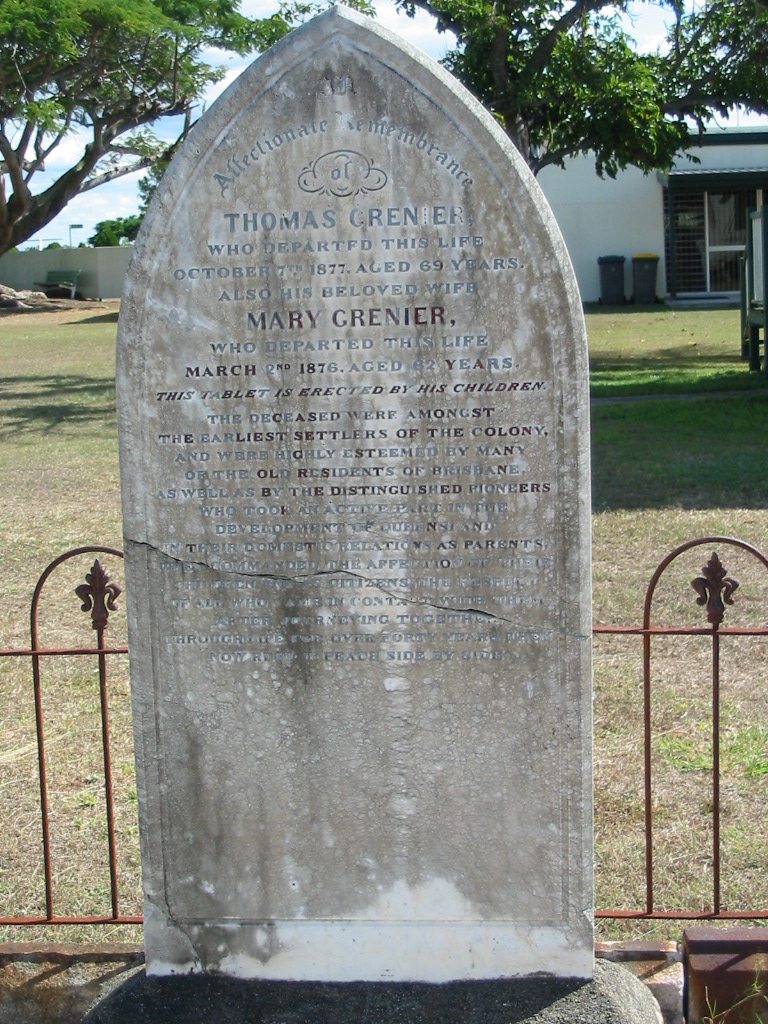 IN
Affectionate Remembrance
of
THOMAS GRENIER,
WHO DEPARTED THIS LIFE
OCTOBER 7TH 1877. AGED 69 YEARS.
ALSO HIS BELOVED WIFE
MARY GRENIER,
WHO DEPARTED THIS LIFE
MARCH 2ND 1876. AGED 62 YEARS.
THIS TABLET IS ERECTED BY HIS CHILDREN.
THE DECEASED WERE AMONGST
THE EARLIEST SETTLERS OF THE COLONY,
AND WERE HIGHLY ESTEEMED BY MANY
OF THE OLD RESIDENTS OF BRISBANE,
AS WELL AS BY THE DISTINGUISHED PIONEERS
WHO TOOK AN ACTIVE PART IN THE
DEVELOPMENT OF QUEENSLAND
IN THEIR DOMESTIC RELATIONS AS PARENTS,
THEY COMMANDED THE AFFECTION OF THEIR
CHILDREN AS CITIZENS THE RESPECT
OF ALL WHO CAME IN CONTACT WITH THEM
AFTER JOURNEYING TOGETHER
THROUGH LIFE FOR OVER FORTY YEARS THEY
NOW REST IN PEACE SIDE BY SIDE.